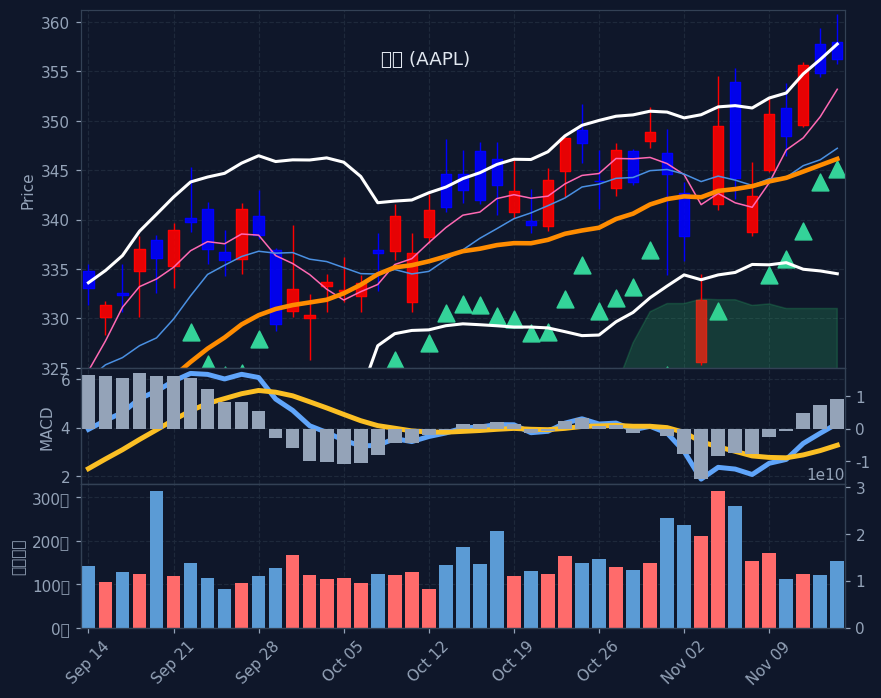 (AAPL)
Price
360
355
350
345
340
335
330
325
MACD
6
4
2
1
0
-1
1e10
300
200
100
0
3
2
1
0
Sep 14
Sep 21
Sep 28
Oct 05
Oct 12
Oct 19
Oct 26
Nov 02
Nov 09